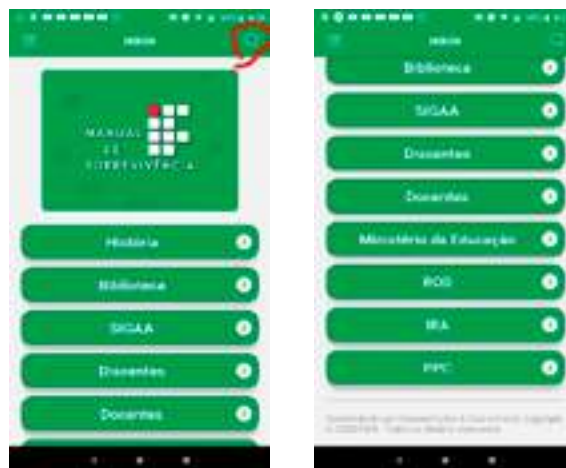 INÍCIO
MANUAL
DE
SOBREVIVÊNCIA
História
Biblioteca
SIGAA
Discentes
Docentes
INÍCIO
Biblioteca
SIGAA
Discentes
Docentes
Ministério da Educação
ROD
IRA
PPC